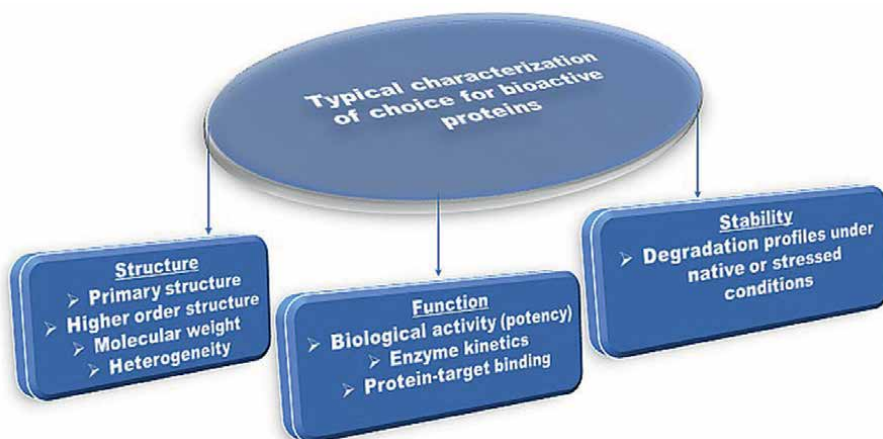 Typical characterization
of choice for bioactive
proteins
Structure
➢ Primary structure
➢ Higher order structure
➢ Molecular weight
➢ Heterogeneity
Function
➢ Biological activity (potency)
➢ Enzyme kinetics
➢ Protein-target binding
Stability
➢ Degradation profiles under
native or stressed
conditions